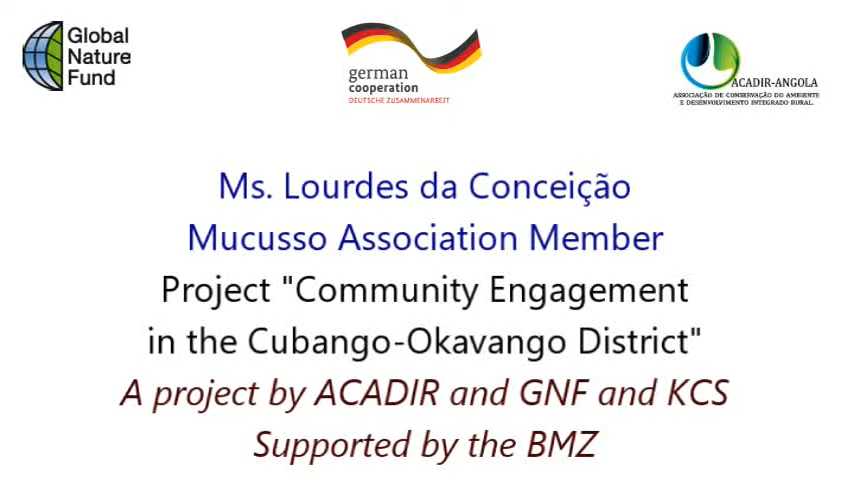 Global
Nature
Fund
german
cooperation
DEUTSCHE ZUSAMMENARBEIT
ACADIR-ANGOLA
ASSOCIAÇÃO DE CONSERVAÇÃO DO AMBIENTE
E DESENVOLVIMENTO INTEGRADO RURAL.
Ms. Lourdes da Conceição
Mucusso Association Member
Project "Community Engagement
in the Cubango-Okavango District"
A project by ACADIR and GNF and KCS
Supported by the BMZ